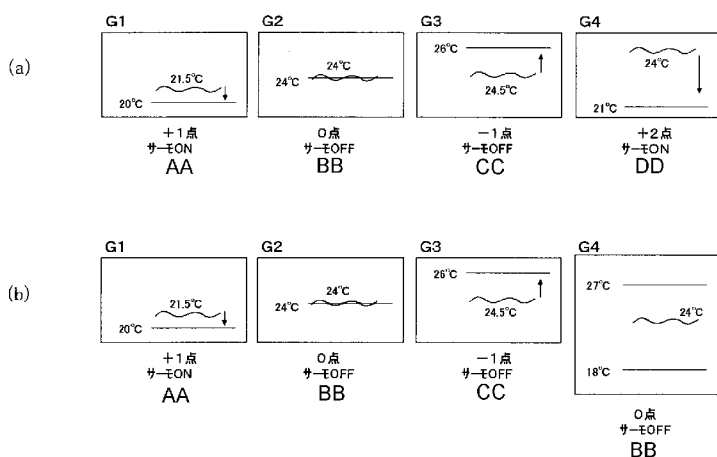 (a)
G1
21.5℃
20℃
+1点
サーモON
AA
G2
24℃
24℃
0点
サーモOFF
BB
G3
26℃
24.5℃
-1点
サーモOFF
CC
G4
24℃
21℃
+2点
サーモON
DD
(b)
G1
21.5℃
20℃
+1点
サーモON
AA
G2
24℃
24℃
0点
サーモOFF
BB
G3
26℃
24.5℃
-1点
サーモOFF
CC
G4
27℃
24℃
18℃
0点
サーモOFF
BB